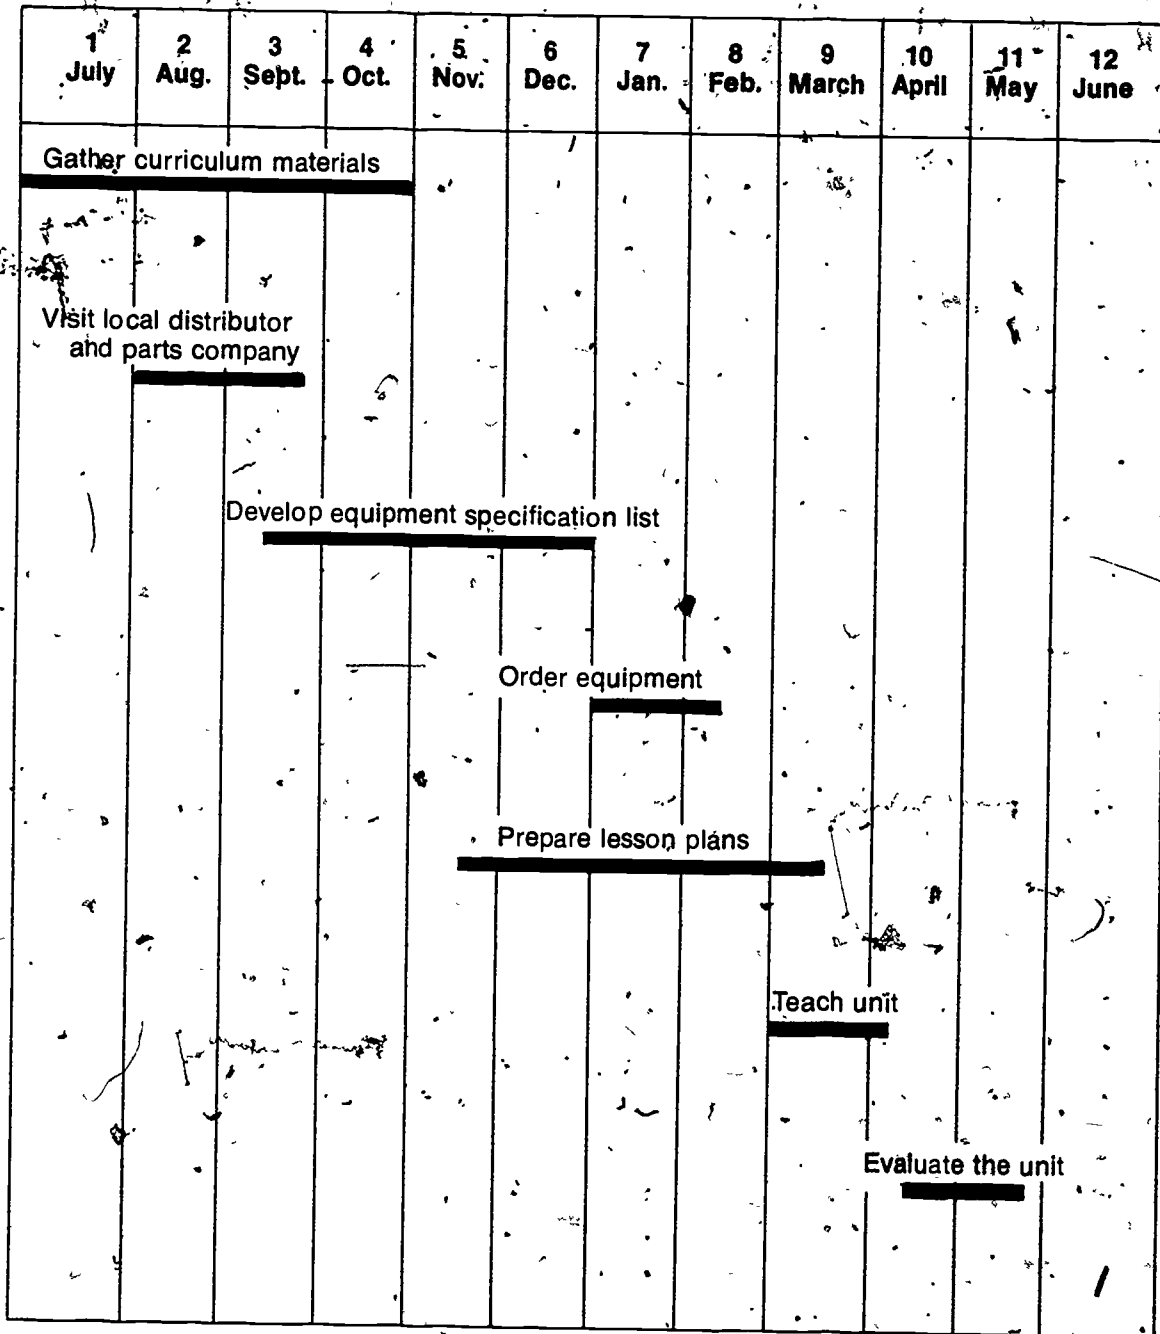 1 2 3 4 5 6 7 8 9 10 11 12
July Aug. Sept. Oct. Nov. Dec. Jan. Feb. March April May June
Gather curriculum materials
Visit local distributor
and parts company
Develop equipment specification list
Order equipment
Prepare lesson plans
Teach unit
Evaluate the unit